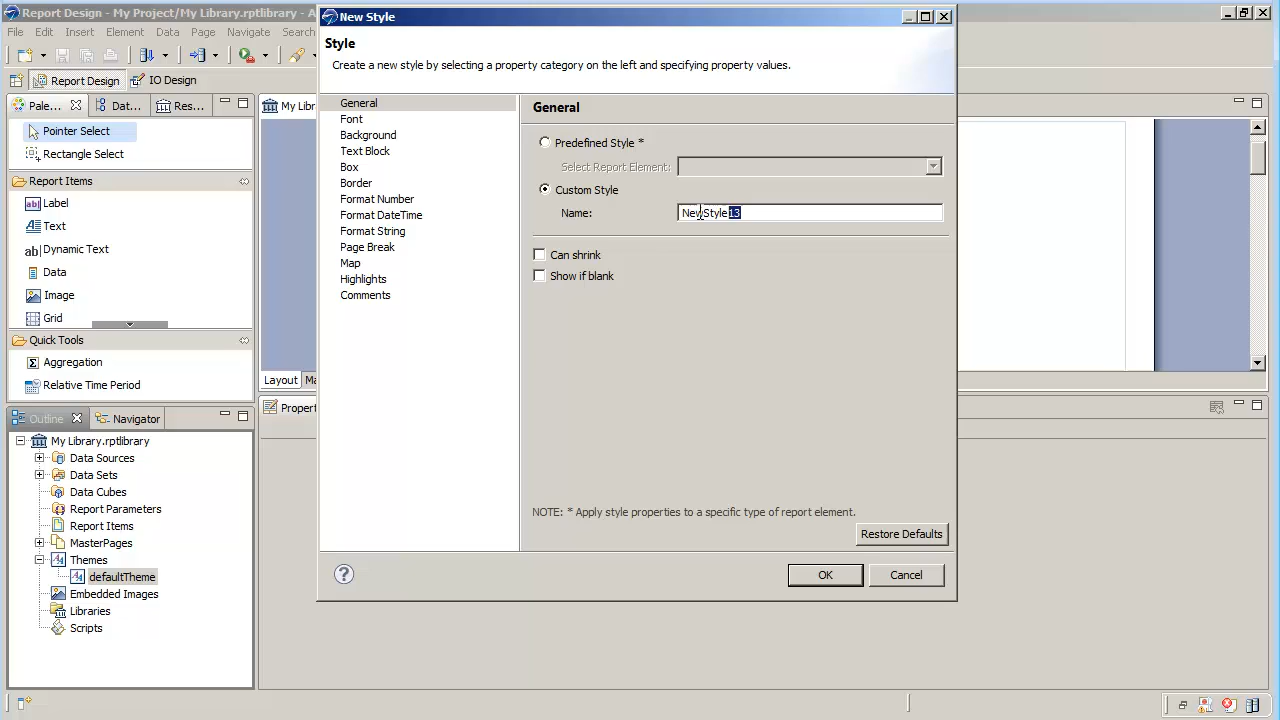 Report Design - My Project/My Library.rptlibrary - A
New Style
File Edit Insert Element Data Page Navigate Search
Style
Create a new style by selecting a property category on the left and specifying property values.
Report Design
IO Design
Pale...
Dat...
Res...
My Libr
Pointer Select
Rectangle Select
Report Items
Label
Text
Dynamic Text
Data
Image
Grid
Quick Tools
Aggregation
Relative Time Period
Layout
Ma
General
Font
Background
Text Block
Box
Border
Format Number
Format DateTime
Format String
Page Break
Map
Highlights
Comments
General
Predefined Style *
Select Report Element:
Custom Style
Name:
NewStyle13
Can shrink
Show if blank
NOTE: * Apply style properties to a specific type of report element.
Restore Defaults
OK
Cancel
Outline
Navigator
Propert
My Library.rptlibrary
Data Sources
Data Sets
Data Cubes
Report Parameters
Report Items
MasterPages
Themes
defaultTheme
Embedded Images
Libraries
Scripts